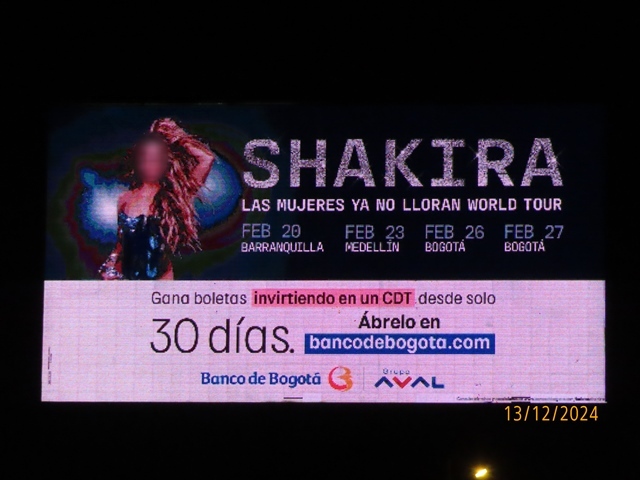 SHAKIRA
LAS MUJERES YA NO LLORAN WORLD TOUR
FEB 20 FEB 23 FEB 26 FEB 27
BARRANQUILLA MEDELLÍN BOGOTÁ BOGOTÁ
Gana boletas invirtiendo en un CDT desde solo
30 días. Ábrelo en
bancodebogota.com
Banco de Bogotá Grupo AVAL
13/12/2024